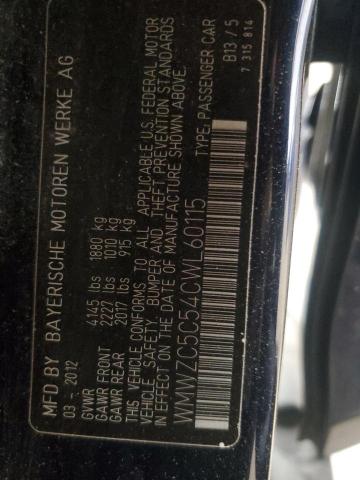 MFD BY BAYERISCHE MOTOREN WERKE AG
03 - 2012
GVWR 4145 lbs 1880 kg
GAWR FRONT 2227 lbs 1010 kg
GAWR REAR 2017 lbs 915 kg
THIS VEHICLE CONFORMS TO ALL APPLICABLE U.S. FEDERAL MOTOR
VEHICLE SAFETY, BUMPER AND THEFT PREVENTION STANDARDS
IN EFFECT ON THE DATE OF MANUFACTURE SHOWN ABOVE.
WMWZC5C54CWL60115 TYPE: PASSENGER CAR
B13 / 5
7 315 814